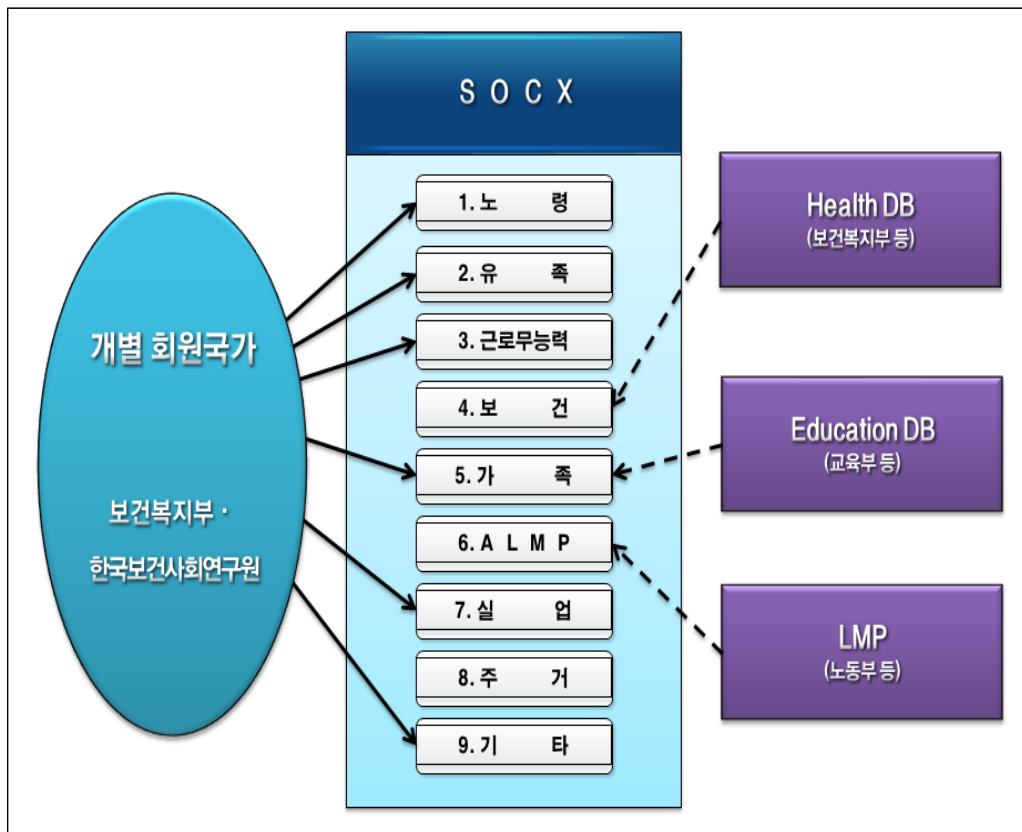 S O C X
개별 회원국가
보건복지부 ·
한국보건사회연구원
1. 노 령
2. 유 족
3. 근로무능력
4. 보 건
5. 가 족
6. A L M P
7. 실 업
8. 주 거
9. 기 타
Health DB
(보건복지부 등)
Education DB
(교육부 등)
LMP
(노동부 등)